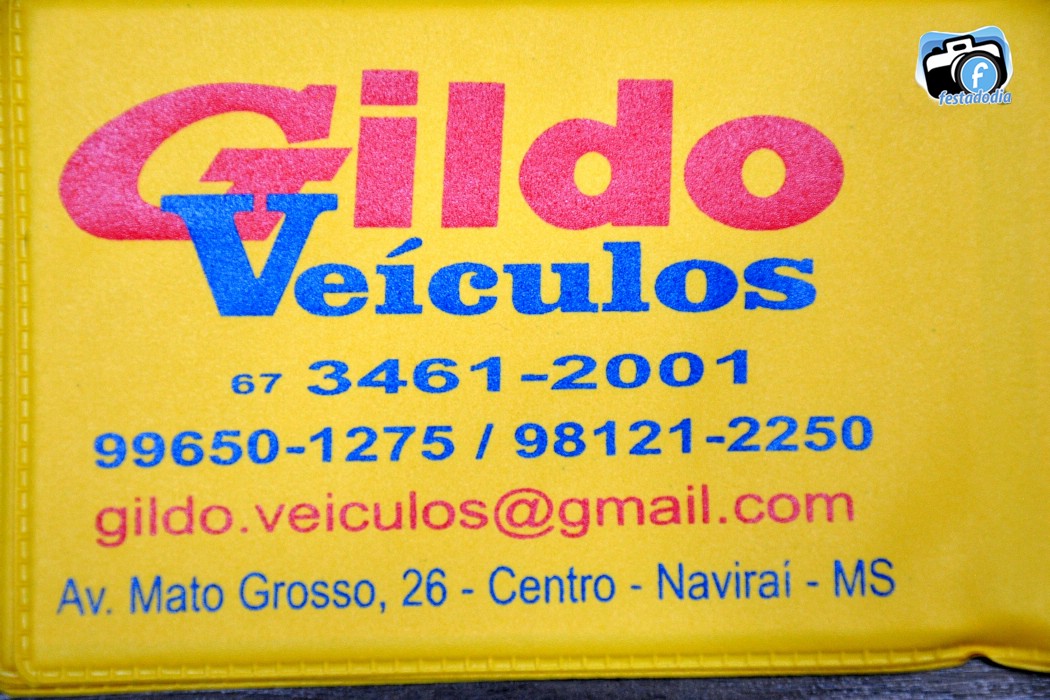 Gildo
Veículos
67 3461-2001
99650-1275 / 98121-2250
gildo.veiculos@gmail.com
Av. Mato Grosso, 26 - Centro - Naviraí - MS
f
festadodia